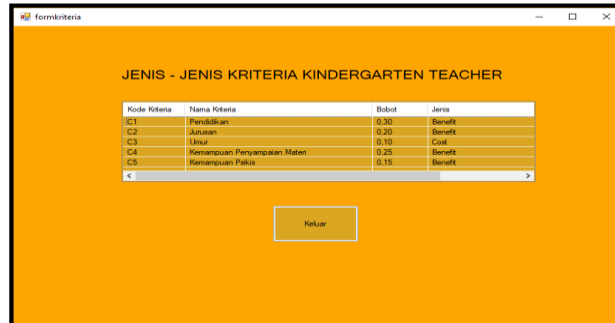 formkriteria
JENIS - JENIS KRITERIA KINDERGARTEN TEACHER
Kode Kriteria Nama Kriteria Bobot Jenis
C1 Pendidikan 0,30 Benefit
C2 Jurusan 0,20 Benefit
C3 Umur 0,10 Cost
C4 Kemampuan Penyampaian Materi 0,25 Benefit
C5 Kemampuan Psikis 0,15 Benefit
Keluar